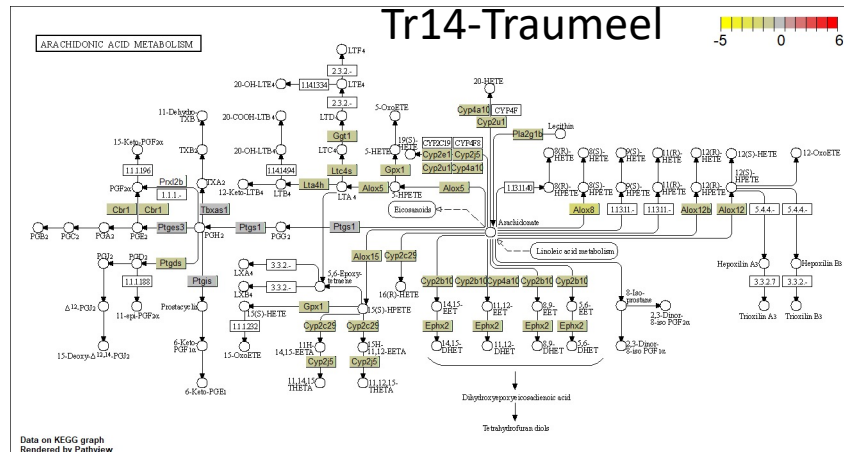 Tr14-Traumeel
-5 0 6
ARACHIDONIC ACID METABOLISM
LTF4
2.3.2.-
20-OH-LTE4
1.14.13.34
LTE4
2.3.2.-
LTD4
Ggt1
LTC4
Ltc4s
LTA4
11-Dehydro-
TXB2
TXB2
TXA2
20-COOH-LTB4
20-OH-LTB4
1.14.14.94
12-Keto-LTB4
LTB4
Lta4h
15-Keto-PGF2α
1.1.1.196
PGF2α
Prxd2b
1.1.1.-
Cbr1
Cbr1
Ptges3
Tbxas1
Ptgs1
Ptgs1
PGB2
PGC2
PGA2
PGE2
PGH2
PGG2
5-OxoETE
5-HETE
Gpx1
Alox5
5-HPETE
Alox5
19(S)-
HETE
CYP2C19
CYP4F8
Cyp2e1
Cyp2j5
Cyp2u1
Cyp4a10
20-HETE
Cyp4a10
CYP4F
Cyp2u1
Pla2g1b
Lecithin
Eicosanoids
Arachidonate
Linoleic acid metabolism
8(R)-
HETE
8(S)-
HETE
9(S)-
HETE
11(R)-
HETE
12(R)-
HETE
12(S)-HETE
12-OxoETE
1.13.11.40
8(R)-
HPETE
8(S)-
HPETE
9(S)-
HPETE
11(R)-
HPETE
12(R)-
HPETE
12(S)-
HPETE
Alox8
1.13.11.-
1.13.11.-
Alox12b
Alox12
5.4.4.-
5.4.4.-
Hepoxilin A3
Hepoxilin B3
3.3.2.7
3.3.2.-
Trioxilin A3
Trioxilin B3
PGJ2
PGD2
Ptgds
1.1.1.188
Ptgis
Δ12-PGJ2
11-epi-PGF2α
Prostacyclin
15-Deoxy-Δ12,14-PGJ2
6-Keto-
PGF1α
6-Keto-PGE1
LXA4
3.3.2.-
LXB4
3.3.2.-
5,6-Epoxy-
tetraene
Alox15
Cyp2c29
16(R)-HETE
15(S)-HETE
Gpx1
15(S)-HPETE
1.1.1.232
15-OxoETE
Cyp2c29
Cyp2c29
11H-
14,15-EETA
15H-
11,12-EETA
Cyp2j5
Cyp2j5
11,14,15-
THETA
11,12,15-
THETA
Cyp2b10
Cyp2b10
Cyp4a10
Cyp2b10
Cyp2b10
14,15-
EET
11,12-
EET
8,9-
EET
5,6-
EET
Ephx2
Ephx2
Ephx2
Ephx2
14,15-
DHET
11,12-
DHET
8,9-
DHET
5,6-
DHET
8-Iso-
prostane
2,3-Dinor-
8-iso PGF2α
2,3-Dinor-
8-iso PGF1α
Dihydroxyepoxyeicosadienoic acid
Tetrahydrofuran diols
Data on KEGG graph
Rendered by Pathview